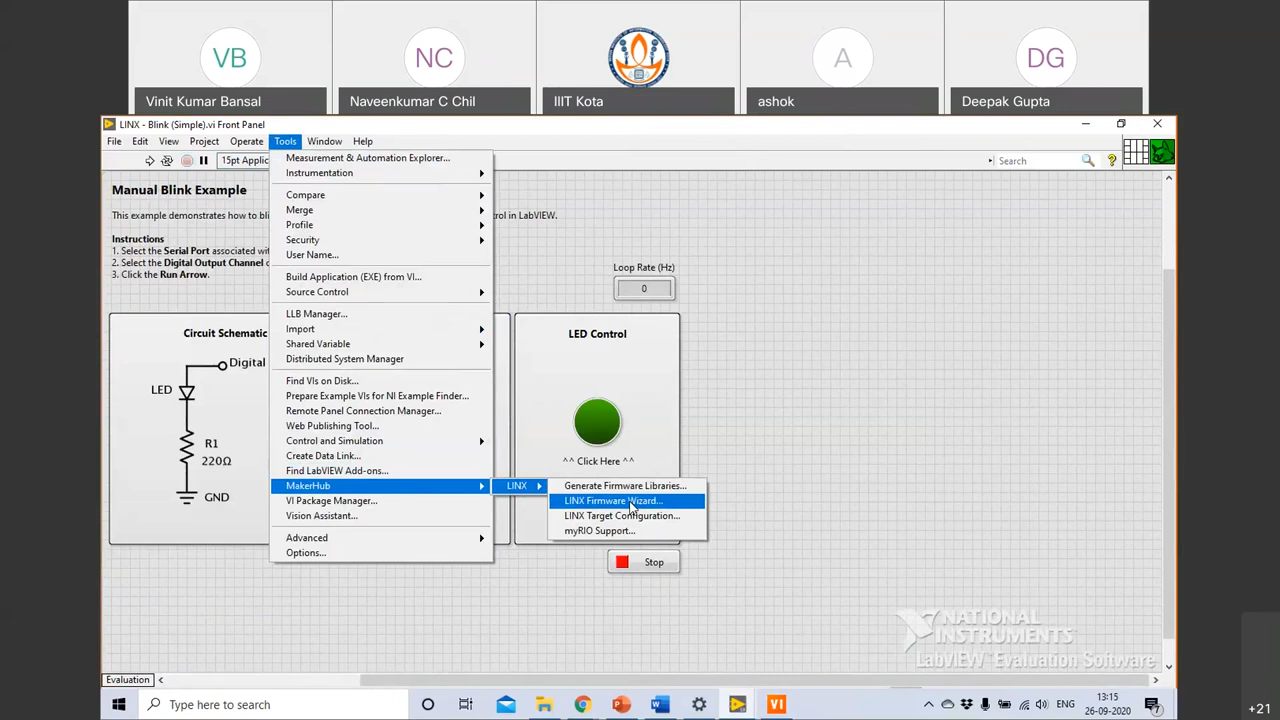 VB
NC
A
DG
Vinit Kumar Bansal
Naveenkumar C Chil
IIIT Kota
ashok
Deepak Gupta
LINX - Blink (Simple).vi Front Panel
File Edit View Project Operate Tools Window Help
15pt Applic
Search
?
Manual Blink Example
This example demonstrates how to bli
ntrol in LabVIEW.
Instructions
1. Select the Serial Port associated wit
2. Select the Digital Output Channel
3. Click the Run Arrow.
Measurement & Automation Explorer...
Instrumentation
Compare
Merge
Profile
Security
User Name...
Build Application (EXE) from VI...
Source Control
LLB Manager...
Import
Shared Variable
Distributed System Manager
Find VIs on Disk...
Prepare Example VIs for NI Example Finder...
Remote Panel Connection Manager...
Web Publishing Tool...
Control and Simulation
Create Data Link...
Find LabVIEW Add-ons...
MakerHub
VI Package Manager...
Vision Assistant...
Advanced
Options...
LINX
Generate Firmware Libraries...
LINX Firmware Wizard...
LINX Target Configuration...
myRIO Support...
Loop Rate (Hz)
0
Circuit Schematic
Digital
LED
R1
220Ω
GND
LED Control
^^ Click Here ^^
Stop
NATIONAL
INSTRUMENTS
LabVIEW Evaluation Software
Evaluation
Type here to search
VI
ENG
13:15
26-09-2020
7
+21